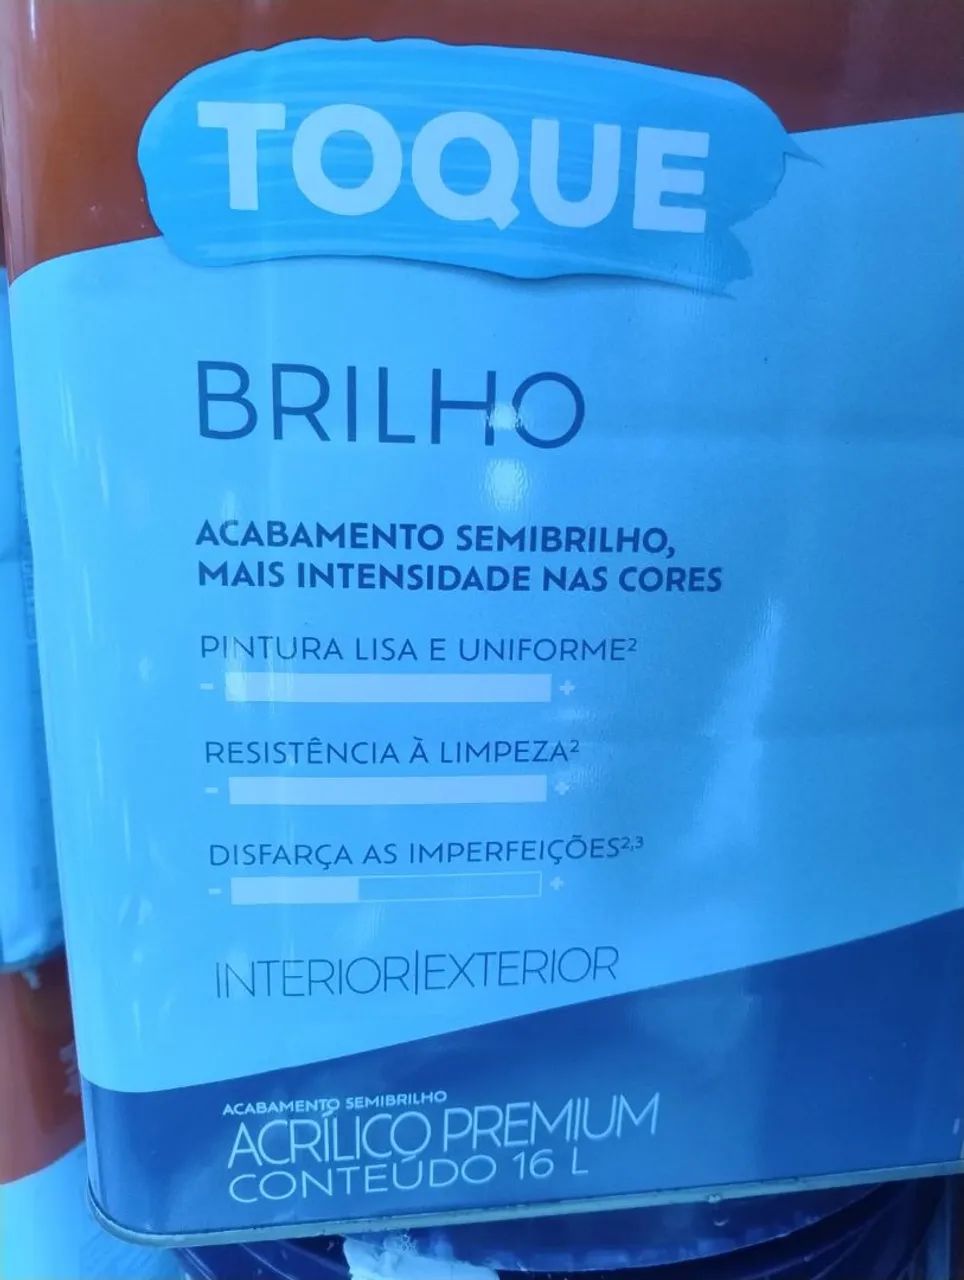 TOQUE
BRILHO
ACABAMENTO SEMIBRILHO,
MAIS INTENSIDADE NAS CORES
PINTURA LISA E UNIFORME²
- +
RESISTÊNCIA À LIMPEZA²
- +
DISFARÇA AS IMPERFEIÇÕES²,³
- +
INTERIOR|EXTERIOR
ACABAMENTO SEMIBRILHO
ACRÍLICO PREMIUM
CONTEÚDO 16 L